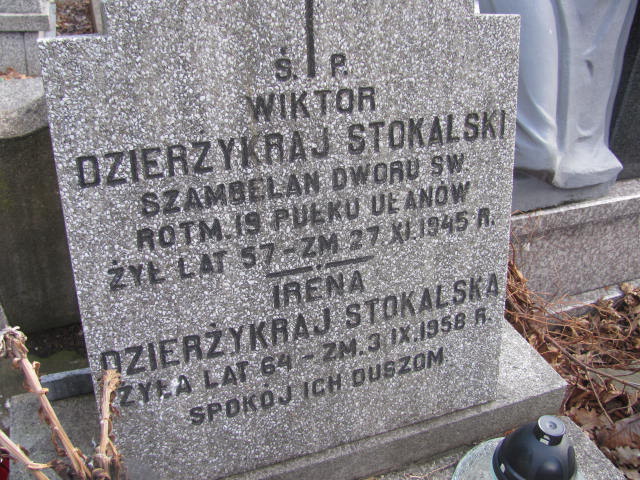 Ś. P.
WIKTOR
DZIERŻYKRAJ STOKALSKI
SZAMBELAN DWORU ŚW.
ROTM. 19 PUŁKU UŁANÓW
ŻYŁ LAT 57 - ZM 27 XI. 1945 R.
IRENA
DZIERŻYKRAJ STOKALSKA
ŻYŁA LAT 64 - ZM. 3 IX. 1958 R.
SPOKÓJ ICH DUSZOM